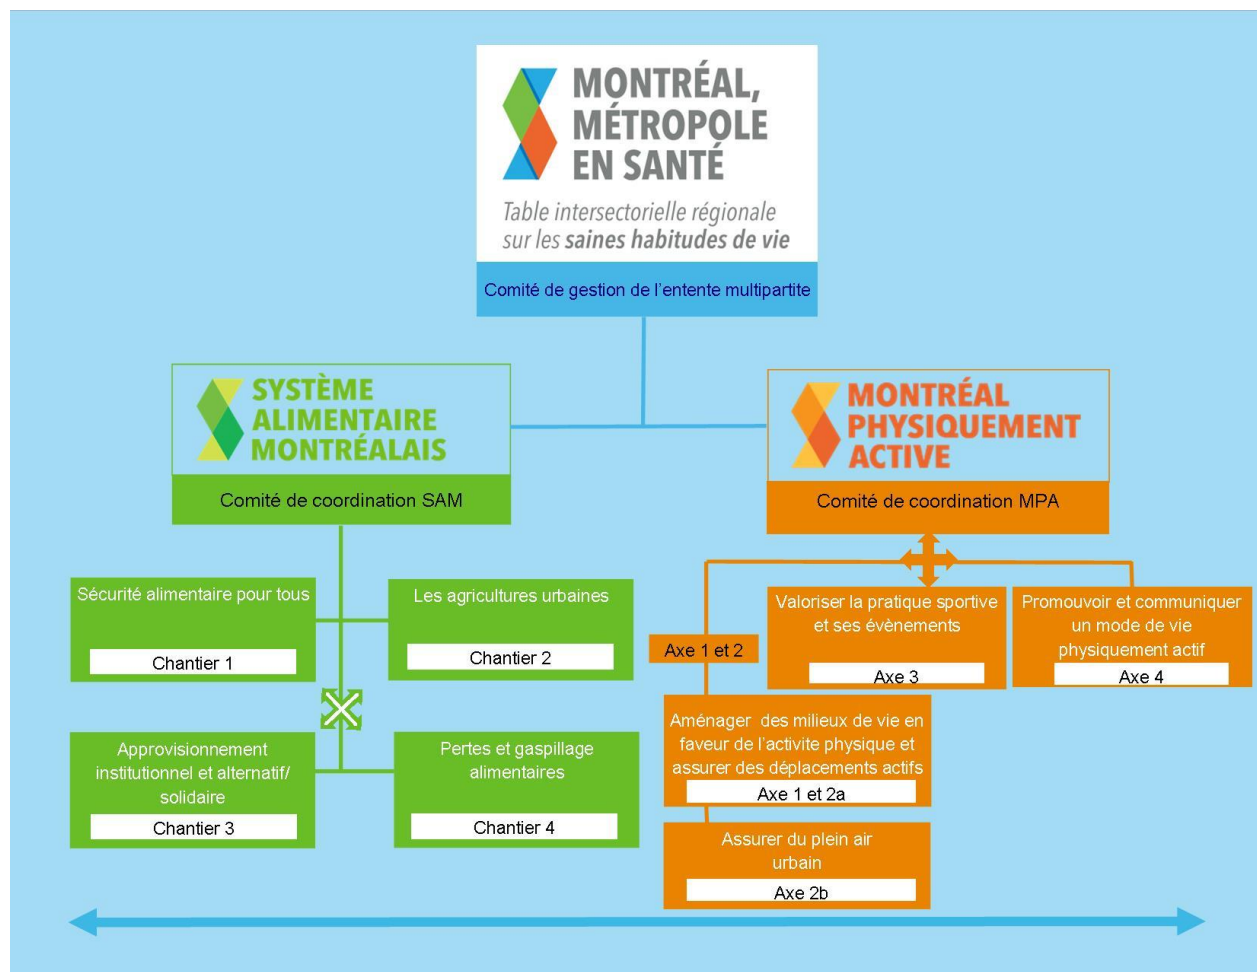 MONTRÉAL,
MÉTROPOLE
EN SANTÉ
Table intersectorielle régionale
sur les saines habitudes de vie
Comité de gestion de l'entente multipartite
SYSTÈME
ALIMENTAIRE
MONTRÉALAIS
Comité de coordination SAM
MONTRÉAL
PHYSIQUEMENT
ACTIVE
Comité de coordination MPA
Sécurité alimentaire pour tous
Chantier 1
Les agricultures urbaines
Chantier 2
Approvisionnement
institutionnel et alternatif/
solidaire
Chantier 3
Pertes et gaspillage
alimentaires
Chantier 4
Axe 1 et 2
Valoriser la pratique sportive
et ses évènements
Axe 3
Promouvoir et communiquer
un mode de vie
physiquement actif
Axe 4
Aménager des milieux de vie en
faveur de l'activite physique et
assurer des déplacements actifs
Axe 1 et 2a
Assurer du plein air
urbain
Axe 2b